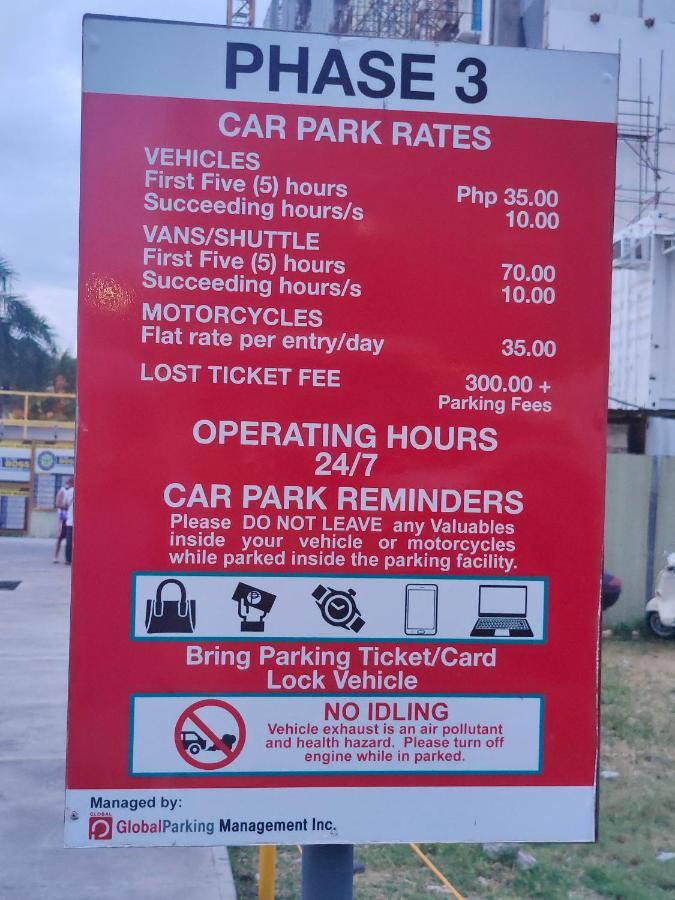 PHASE 3
CAR PARK RATES
VEHICLES
First Five (5) hours Php 35.00
Succeeding hours/s 10.00
VANS/SHUTTLE
First Five (5) hours 70.00
Succeeding hours/s 10.00
MOTORCYCLES
Flat rate per entry/day 35.00
LOST TICKET FEE 300.00 +
Parking Fees
OPERATING HOURS
24/7
CAR PARK REMINDERS
Please DO NOT LEAVE any Valuables
inside your vehicle or motorcycles
while parked inside the parking facility.
Bring Parking Ticket/Card
Lock Vehicle
NO IDLING
Vehicle exhaust is an air pollutant
and health hazard. Please turn off
engine while in parked.
Managed by:
GLOBAL
GlobalParking Management Inc.